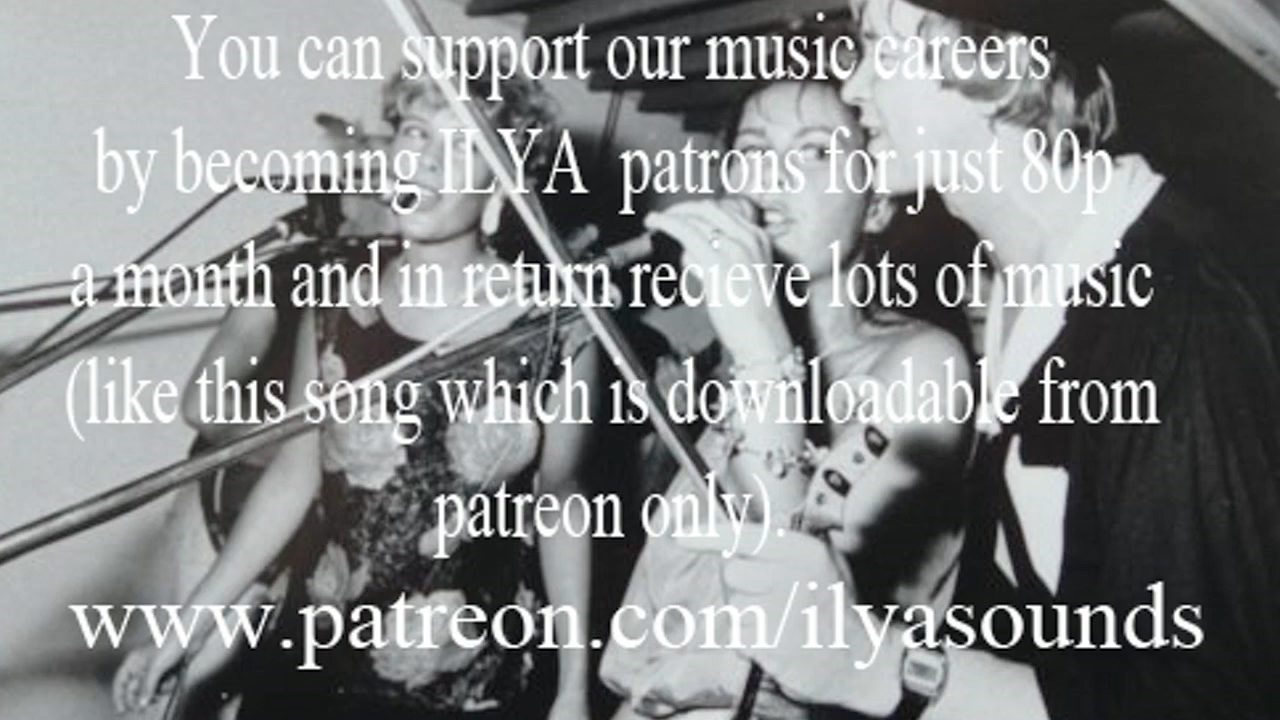 You can support our music careers
by becoming ILYA patrons for just 80p
a month and in return recieve lots of music
(like this song which is downloadable from
patreon only).
www.patreon.com/ilyasounds